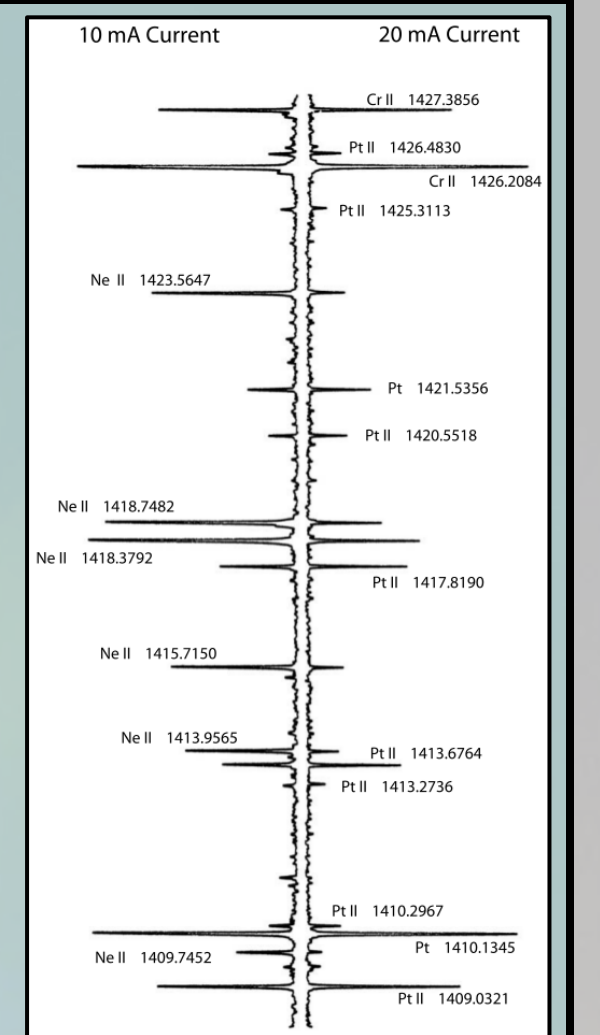 10 mA Current
20 mA Current
Cr II 1427.3856
Pt II 1426.4830
Cr II 1426.2084
Pt II 1425.3113
Ne II 1423.5647
Pt 1421.5356
Pt II 1420.5518
Ne II 1418.7482
Ne II 1418.3792
Pt II 1417.8190
Ne II 1415.7150
Ne II 1413.9565
Pt II 1413.6764
Pt II 1413.2736
Pt II 1410.2967
Pt 1410.1345
Ne II 1409.7452
Pt II 1409.0321